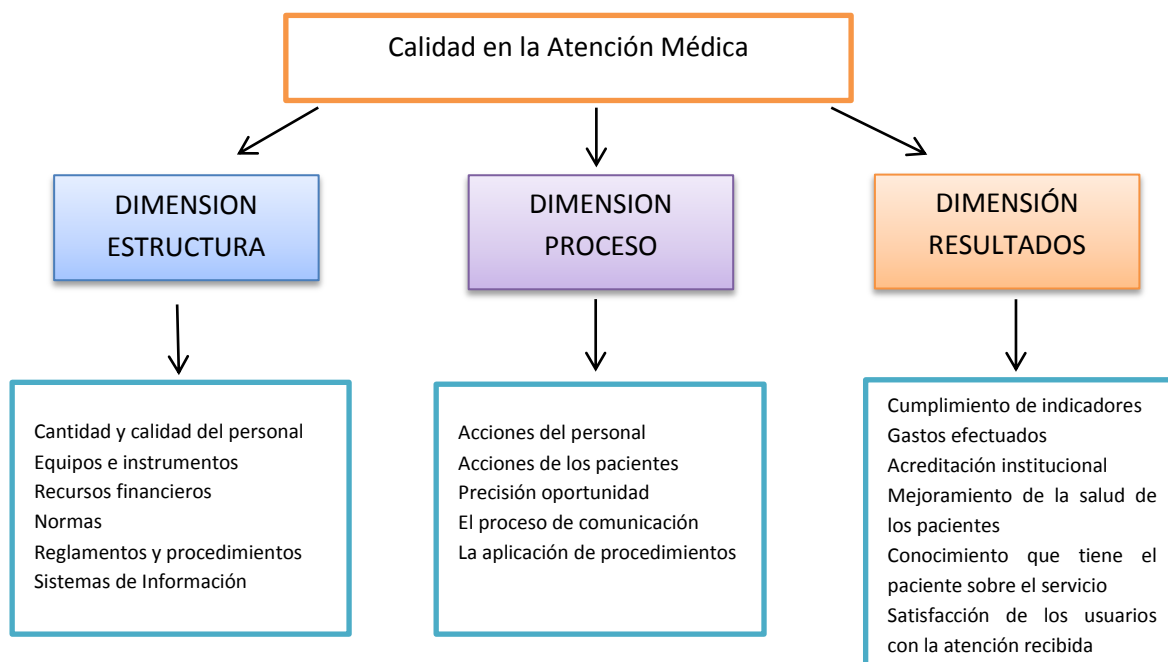 Calidad en la Atención Médica
DIMENSION
ESTRUCTURA
DIMENSION
PROCESO
DIMENSIÓN
RESULTADOS
Cantidad y calidad del personal
Equipos e instrumentos
Recursos financieros
Normas
Reglamentos y procedimientos
Sistemas de Información
Acciones del personal
Acciones de los pacientes
Precisión oportunidad
El proceso de comunicación
La aplicación de procedimientos
Cumplimiento de indicadores
Gastos efectuados
Acreditación institucional
Mejoramiento de la salud de
los pacientes
Conocimiento que tiene el
paciente sobre el servicio
Satisfacción de los usuarios
con la atención recibida